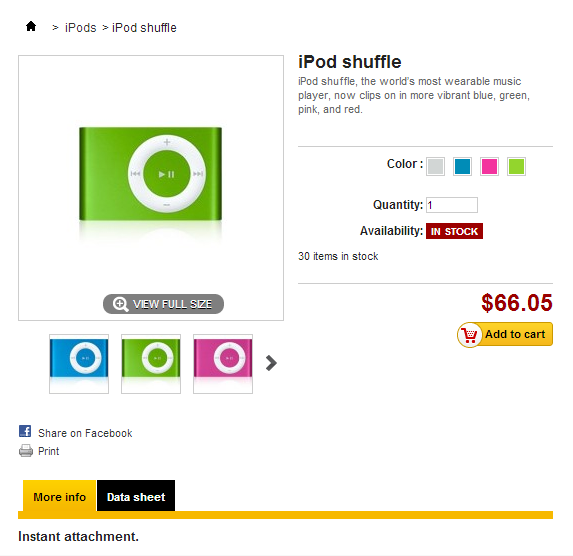 > iPods > iPod shuffle
iPod shuffle
iPod shuffle, the world's most wearable music
player, now clips on in more vibrant blue, green,
pink, and red.
Color :
Quantity: 1
Availability: IN STOCK
30 items in stock
$66.05
Add to cart
VIEW FULL SIZE
Share on Facebook
Print
More info Data sheet
Instant attachment.